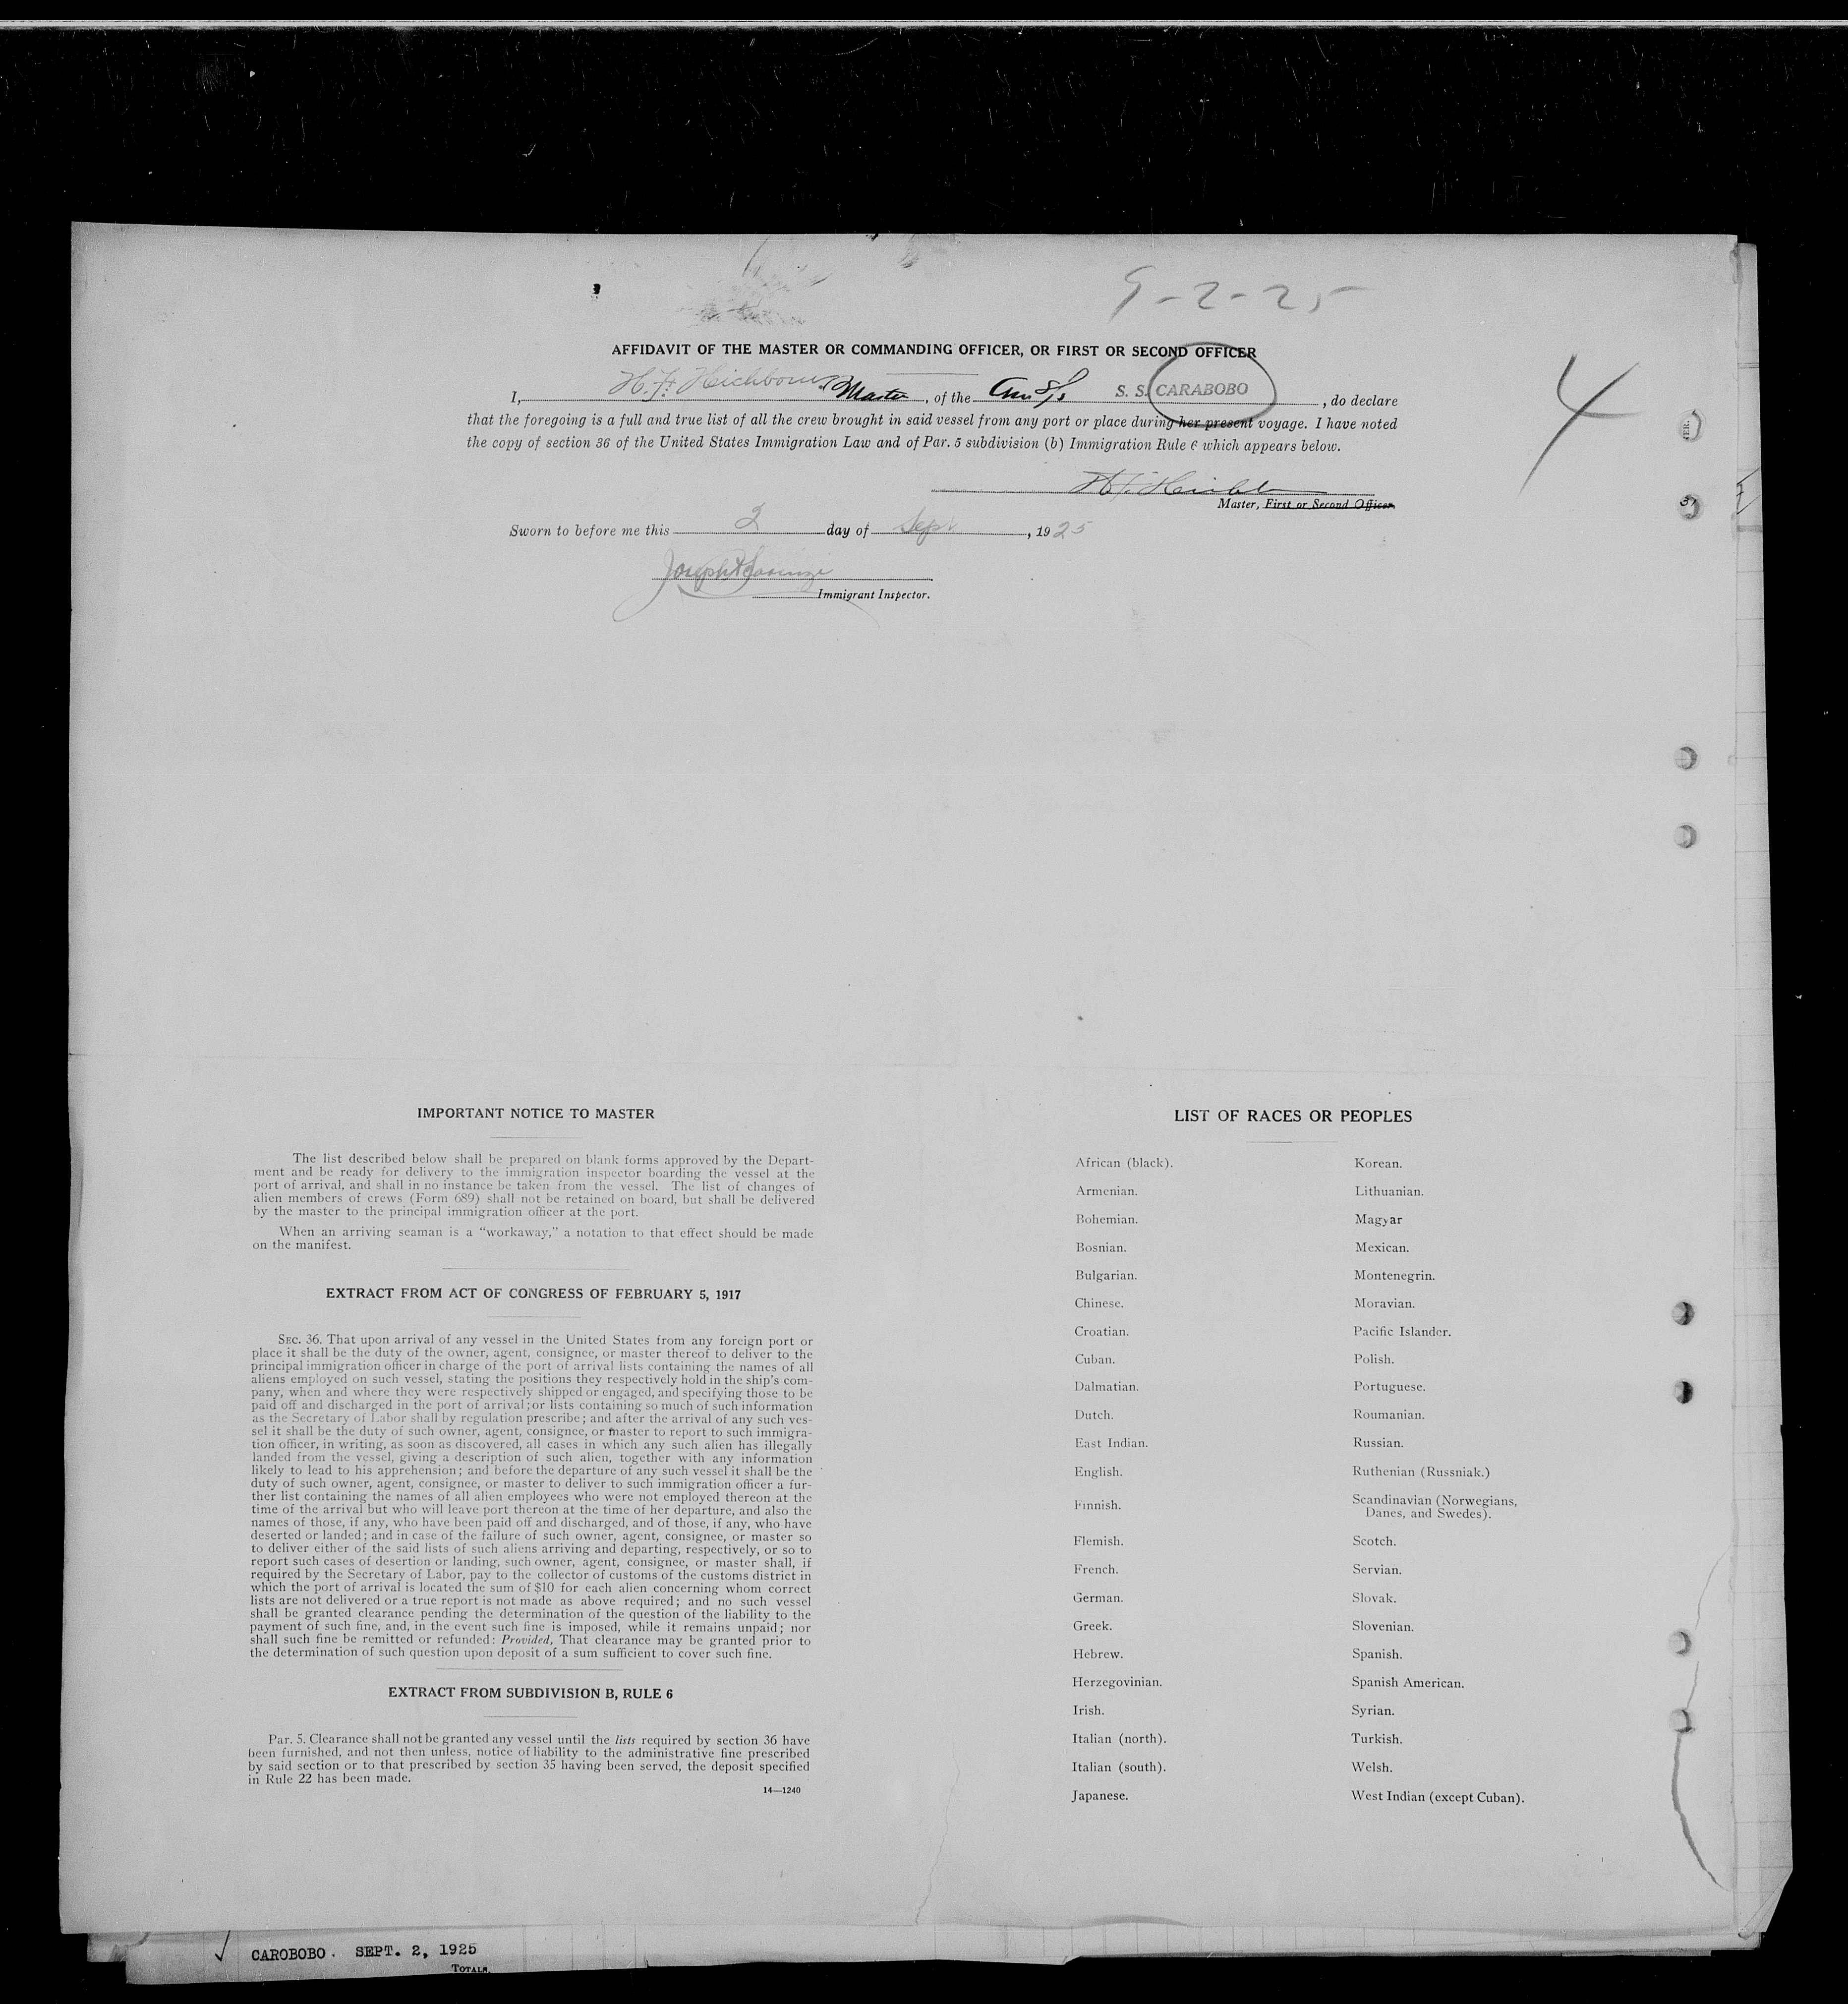 9-2-25
AFFIDAVIT OF THE MASTER OR COMMANDING OFFICER, OR FIRST OR SECOND OFFICER
4
I, H. F. Hichborn Master, of the Am S/S S. S. CARABOBO, do declare
that the foregoing is a full and true list of all the crew brought in said vessel from any port or place during her present voyage. I have noted
the copy of section 36 of the United States Immigration Law and of Par. 5 subdivision (b) Immigration Rule 6 which appears below.
Master, First or Second Officer.
Sworn to before me this 2 day of Sept, 1925
Joseph
Immigrant Inspector.
IMPORTANT NOTICE TO MASTER
The list described below shall be prepared on blank forms approved by the Depart-
ment and be ready for delivery to the immigration inspector boarding the vessel at the
port of arrival, and shall in no instance be taken from the vessel. The list of changes of
alien members of crews (Form 689) shall not be retained on board, but shall be delivered
by the master to the principal immigration officer at the port.
When an arriving seaman is a "workaway," a notation to that effect should be made
on the manifest.
EXTRACT FROM ACT OF CONGRESS OF FEBRUARY 5, 1917
SEC. 36. That upon arrival of any vessel in the United States from any foreign port or
place it shall be the duty of the owner, agent, consignee, or master thereof to deliver to the
principal immigration officer in charge of the port of arrival lists containing the names of all
aliens employed on such vessel, stating the positions they respectively hold in the ship's com-
pany, when and where they were respectively shipped or engaged, and specifying those to be
paid off and discharged in the port of arrival; or lists containing so much of such information
as the Secretary of Labor shall by regulation prescribe; and after the arrival of any such ves-
sel it shall be the duty of such owner, agent, consignee, or master to report to such immigra-
tion officer, in writing, as soon as discovered, all cases in which any such alien has illegally
landed from the vessel, giving a description of such alien, together with any information
likely to lead to his apprehension; and before the departure of any such vessel it shall be the
duty of such owner, agent, consignee, or master to deliver to such immigration officer a fur-
ther list containing the names of all alien employees who were not employed thereon at the
time of the arrival but who will leave port thereon at the time of her departure, and also the
names of those, if any, who have been paid off and discharged, and of those, if any, who have
deserted or landed; and in case of the failure of such owner, agent, consignee, or master so
to deliver either of the said lists of such aliens arriving and departing, respectively, or so to
report such cases of desertion or landing, such owner, agent, consignee, or master shall, if
required by the Secretary of Labor, pay to the collector of customs of the customs district in
which the port of arrival is located the sum of $10 for each alien concerning whom correct
lists are not delivered or a true report is not made as above required; and no such vessel
shall be granted clearance pending the determination of the question of the liability to the
payment of such fine, and, in the event such fine is imposed, while it remains unpaid; nor
shall such fine be remitted or refunded: Provided, That clearance may be granted prior to
the determination of such question upon deposit of a sum sufficient to cover such fine.
EXTRACT FROM SUBDIVISION B, RULE 6
Par. 5. Clearance shall not be granted any vessel until the lists required by section 36 have
been furnished, and not then unless, notice of liability to the administrative fine prescribed
by said section or to that prescribed by section 35 having been served, the deposit specified
in Rule 22 has been made.
14—1240
LIST OF RACES OR PEOPLES
African (black).
Armenian.
Bohemian.
Bosnian.
Bulgarian.
Chinese.
Croatian.
Cuban.
Dalmatian.
Dutch.
East Indian.
English.
Finnish.
Flemish.
French.
German.
Greek.
Hebrew.
Herzegovinian.
Irish.
Italian (north).
Italian (south).
Japanese.
Korean.
Lithuanian.
Magyar
Mexican.
Montenegrin.
Moravian.
Pacific Islander.
Polish.
Portuguese.
Roumanian.
Russian.
Ruthenian (Russniak.)
Scandinavian (Norwegians,
Danes, and Swedes).
Scotch.
Servian.
Slovak.
Slovenian.
Spanish.
Spanish American.
Syrian.
Turkish.
Welsh.
West Indian (except Cuban).
CAROBOBO. SEPT. 2, 1925
TOTALS.